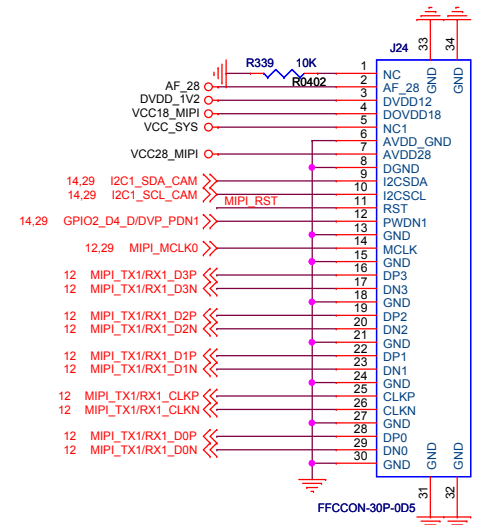 J24
33
34
GND
GND
R339
10K
R0402
1
NC
AF_28
2
AF_28
DVDD_1V2
3
DVDD12
VCC18_MIPI
4
DOVDD18
VCC_SYS
5
NC1
6
AVDD_GND
VCC28_MIPI
7
AVDD28
8
DGND
14,29
I2C1_SDA_CAM
9
I2CSDA
14,29
I2C1_SCL_CAM
10
I2CSCL
MIPI_RST
11
RST
14,29
GPIO2_D4_D/DVP_PDN1
12
PWDN1
13
GND
12,29
MIPI_MCLK0
14
MCLK
15
GND
12
MIPI_TX1/RX1_D3P
16
DP3
12
MIPI_TX1/RX1_D3N
17
DN3
18
GND
12
MIPI_TX1/RX1_D2P
19
DP2
12
MIPI_TX1/RX1_D2N
20
DN2
21
GND
12
MIPI_TX1/RX1_D1P
22
DP1
12
MIPI_TX1/RX1_D1N
23
DN1
24
GND
12
MIPI_TX1/RX1_CLKP
25
CLKP
12
MIPI_TX1/RX1_CLKN
26
CLKN
27
GND
12
MIPI_TX1/RX1_D0P
28
DP0
12
MIPI_TX1/RX1_D0N
29
DN0
30
GND
GND
GND
31
32
FFCCON-30P-0D5